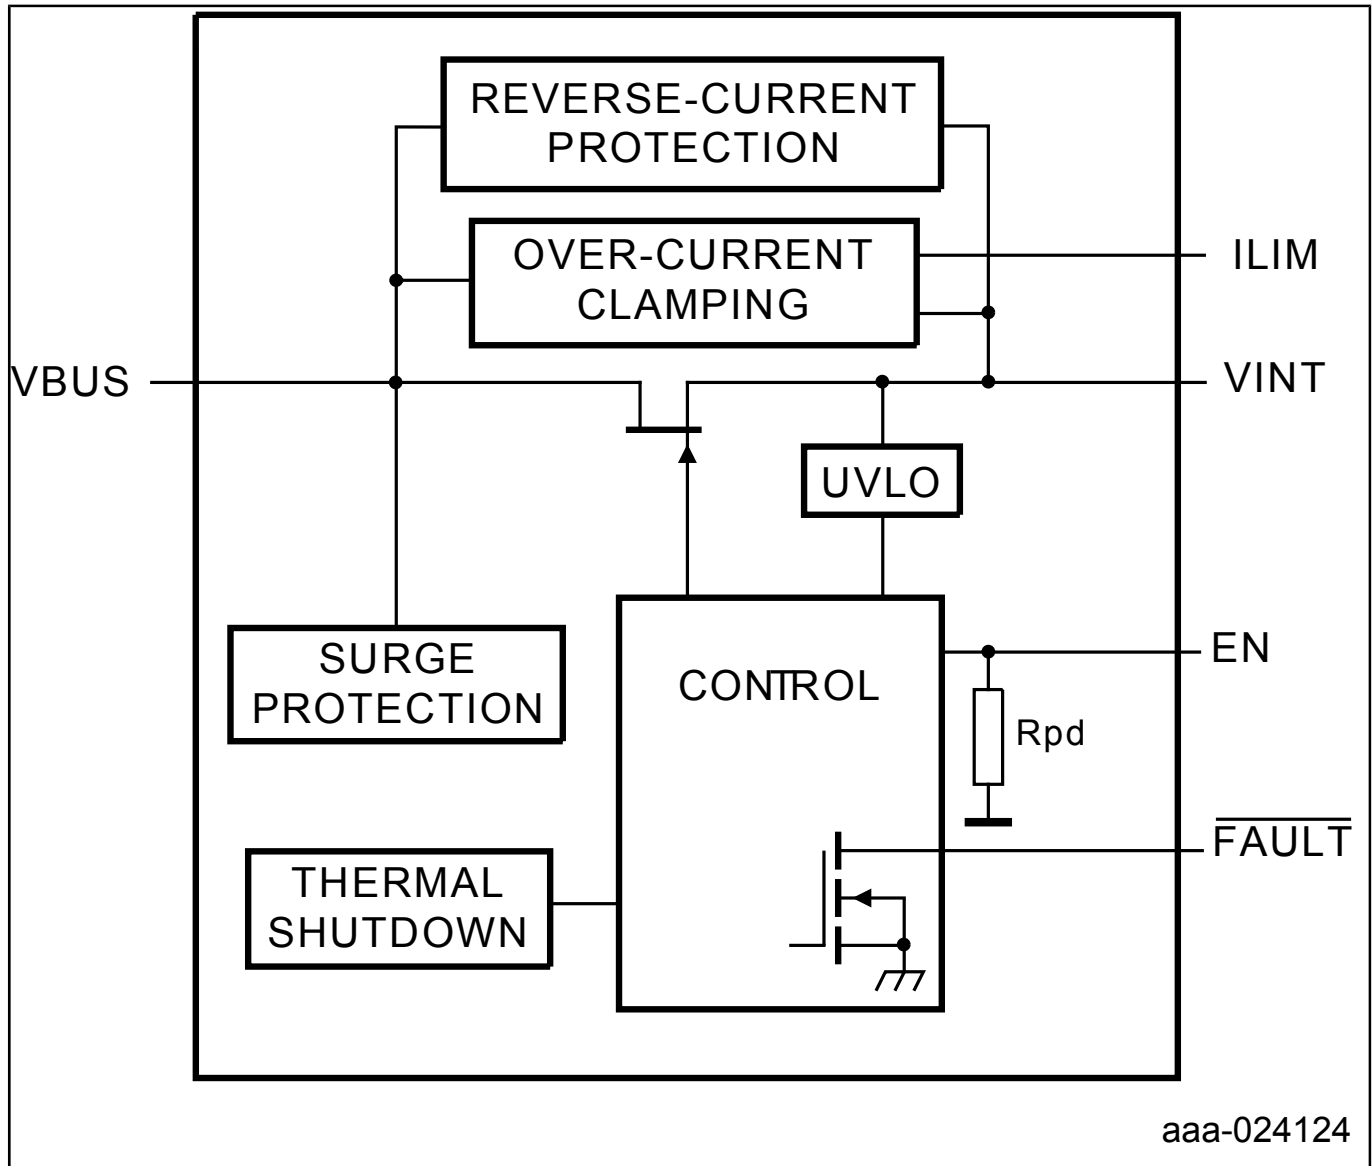 REVERSE-CURRENT
PROTECTION
OVER-CURRENT
CLAMPING
ILIM
VBUS
VINT
UVLO
SURGE
PROTECTION
CONTROL
EN
Rpd
FAULT
THERMAL
SHUTDOWN
aaa-024124